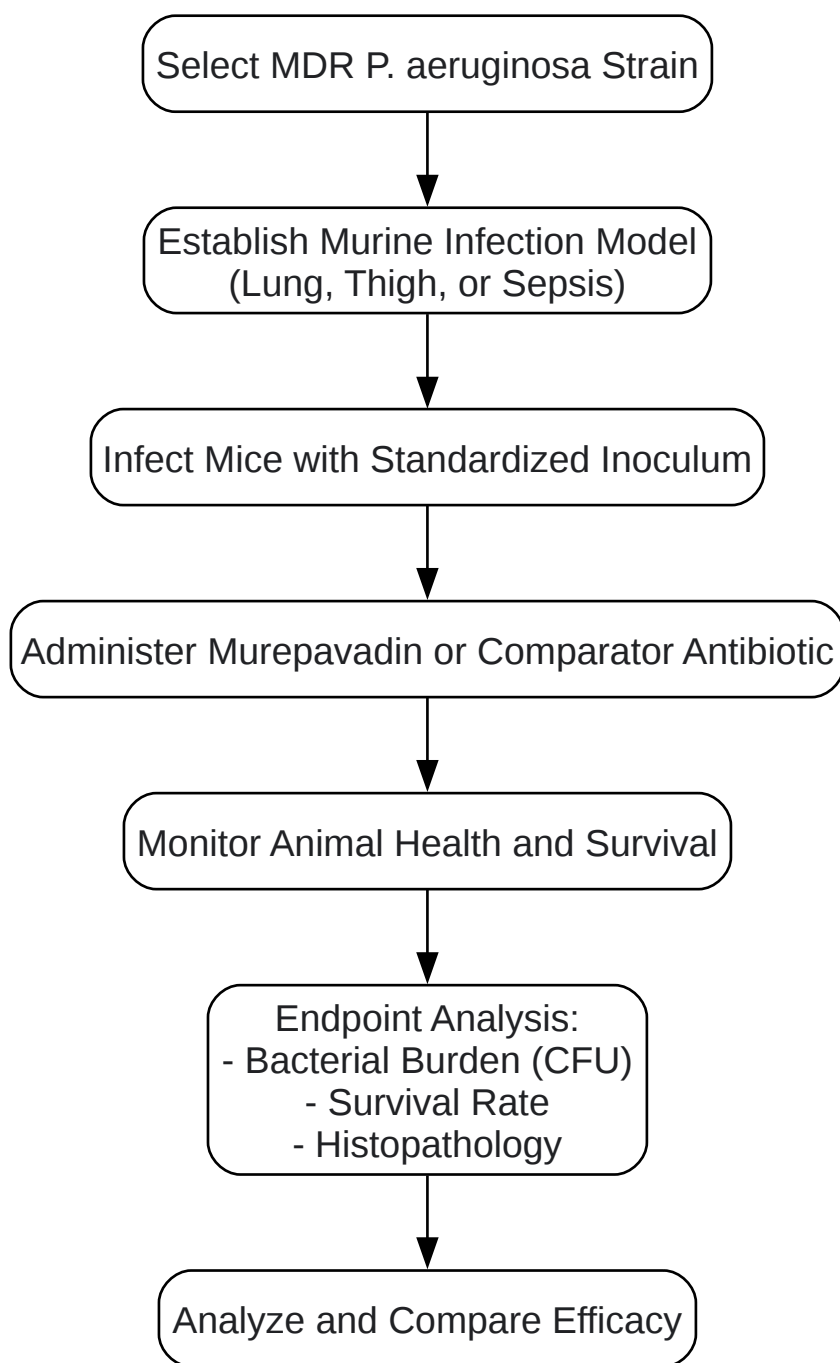 Select MDR P. aeruginosa Strain
Establish Murine Infection Model
(Lung, Thigh, or Sepsis)
Infect Mice with Standardized Inoculum
Administer Murepavadin or Comparator Antibiotic
Monitor Animal Health and Survival
Endpoint Analysis:
- Bacterial Burden (CFU)
- Survival Rate
- Histopathology
Analyze and Compare Efficacy